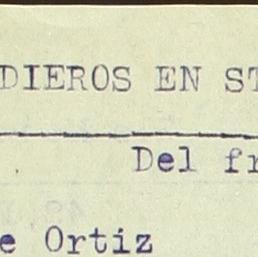 DIEROS EN ST
Del fr
e Ortiz